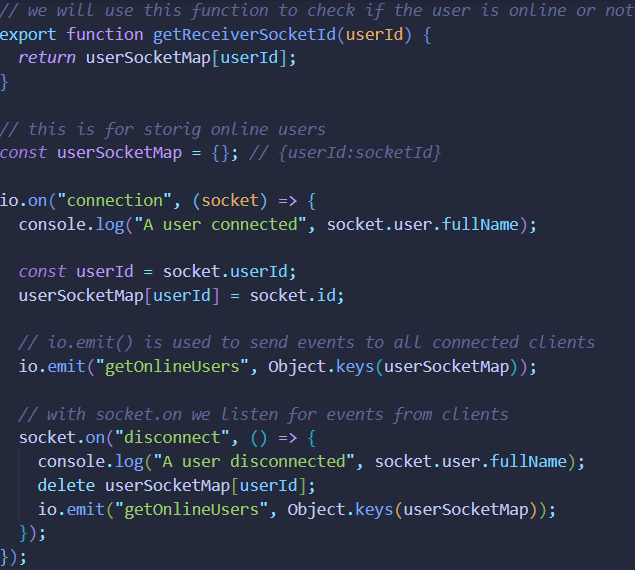 // we will use this function to check if the user is online or not
export function getReceiverSocketId(userId) {
  return userSocketMap[userId];
}

// this is for storig online users
const userSocketMap = {}; // {userId:socketId}

io.on("connection", (socket) => {
  console.log("A user connected", socket.user.fullName);

  const userId = socket.userId;
  userSocketMap[userId] = socket.id;

  // io.emit() is used to send events to all connected clients
  io.emit("getOnlineUsers", Object.keys(userSocketMap));

  // with socket.on we listen for events from clients
  socket.on("disconnect", () => {
    console.log("A user disconnected", socket.user.fullName);
    delete userSocketMap[userId];
    io.emit("getOnlineUsers", Object.keys(userSocketMap));
  });
});